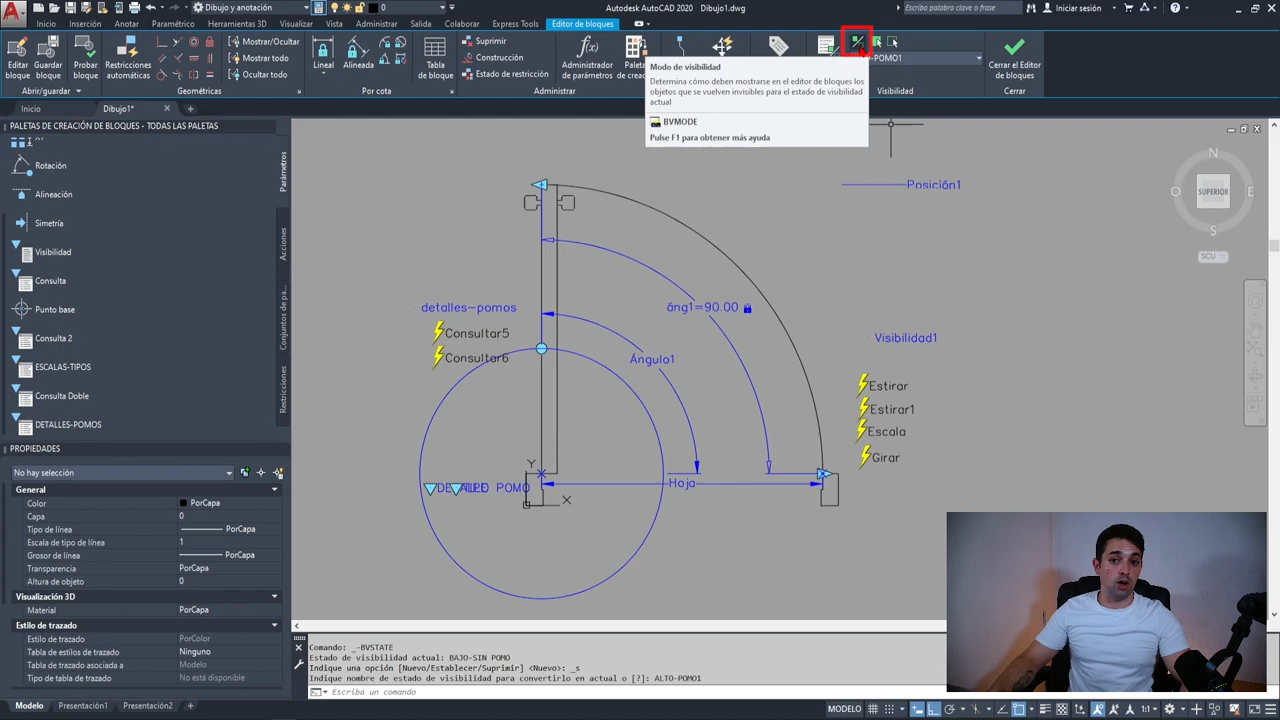 A CAD
Dibujo y anotación
0
Autodesk AutoCAD 2020 Dibujo1.dwg
Escriba palabra clave o frase
Iniciar sesión
Inicio Insertar Anotar Paramétrico Herramientas 3D Visualizar Vista Administrar Salida Colaborar Express Tools Editor de bloques
Editar bloque
Guardar bloque
Probar bloque
Restricciones automáticas
Mostrar/Ocultar
Mostrar todo
Ocultar todo
Lineal
Alineada
Tabla de bloque
Suprimir
Construcción
Estado de restricción
Administrador de parámetros
-POMO1
Cerrar el Editor de bloques
Abrir/guardar
Geométricas
Por cota
Administrar
Visibilidad
Cerrar
Modo de visibilidad
Determina cómo deben mostrarse en el editor de bloques los
objetos que se vuelven invisibles para el estado de visibilidad
actual
BVMODE
Pulse F1 para obtener más ayuda
Inicio
Dibujo1*
PALETAS DE CREACIÓN DE BLOQUES - TODAS LAS PALETAS
Rotación
Alineación
Simetría
Visibilidad
Consulta
Punto base
Consulta 2
ESCALAS-TIPOS
Consulta Doble
DETALLES-POMOS
Parámetros
Acciones
Conjuntos de pa...
Restricciones
PROPIEDADES
No hay selección
General
Color PorCapa
Capa 0
Tipo de línea PorCapa
Escala de tipo de línea 1
Grosor de línea PorCapa
Transparencia PorCapa
Altura de objeto 0
Visualización 3D
Material PorCapa
Estilo de trazado
Estilo de trazado PorColor
Tabla de estilos de trazado Ninguno
Tabla de trazado asociada a Modelo
Tipo de tabla de trazado No está disponible
Posición1
detalles-pomos
Consultar5
Consultar6
áng1=90.00
Ángulo1
Visibilidad1
Estirar
Estirar1
Escala
Girar
Hoja
POMO
Y
X
N
O
SUPERIOR
E
S
SCU
Comando: _-BVSTATE
Estado de visibilidad actual: BAJO-SIN POMO
Indique una opción [Nuevo/Establecer/Suprimir] <Nuevo>: _s
Indique nombre de estado de visibilidad para convertirlo en actual o [?]: ALTO-POMO1
Escriba un comando
Modelo
Presentación1
Presentación2
MODELO
1:1